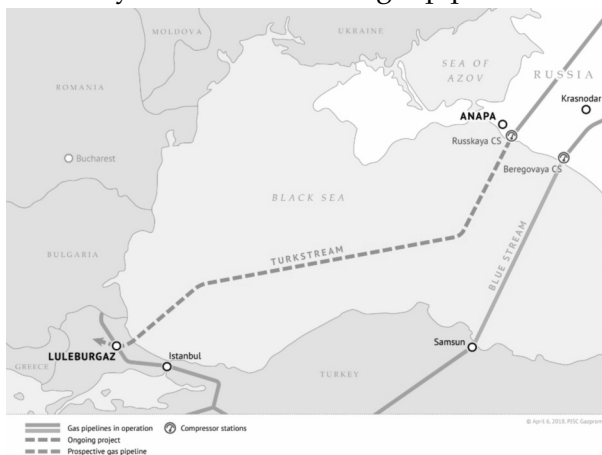 UKRAINE
MOLDOVA
SEA OF
AZOV
RUSSIA
ROMANIA
Krasnodar
ANAPA
Russkaya CS
Bucharest
Beregovaya CS
BLACK SEA
TURKSTREAM
BLUE STREAM
BULGARIA
LULEBURGAZ
Istanbul
Samsun
GREECE
TURKEY
Gas pipelines in operation
Compressor stations
Ongoing project
Prospective gas pipeline
© April 6, 2018, PJSC Gazprom